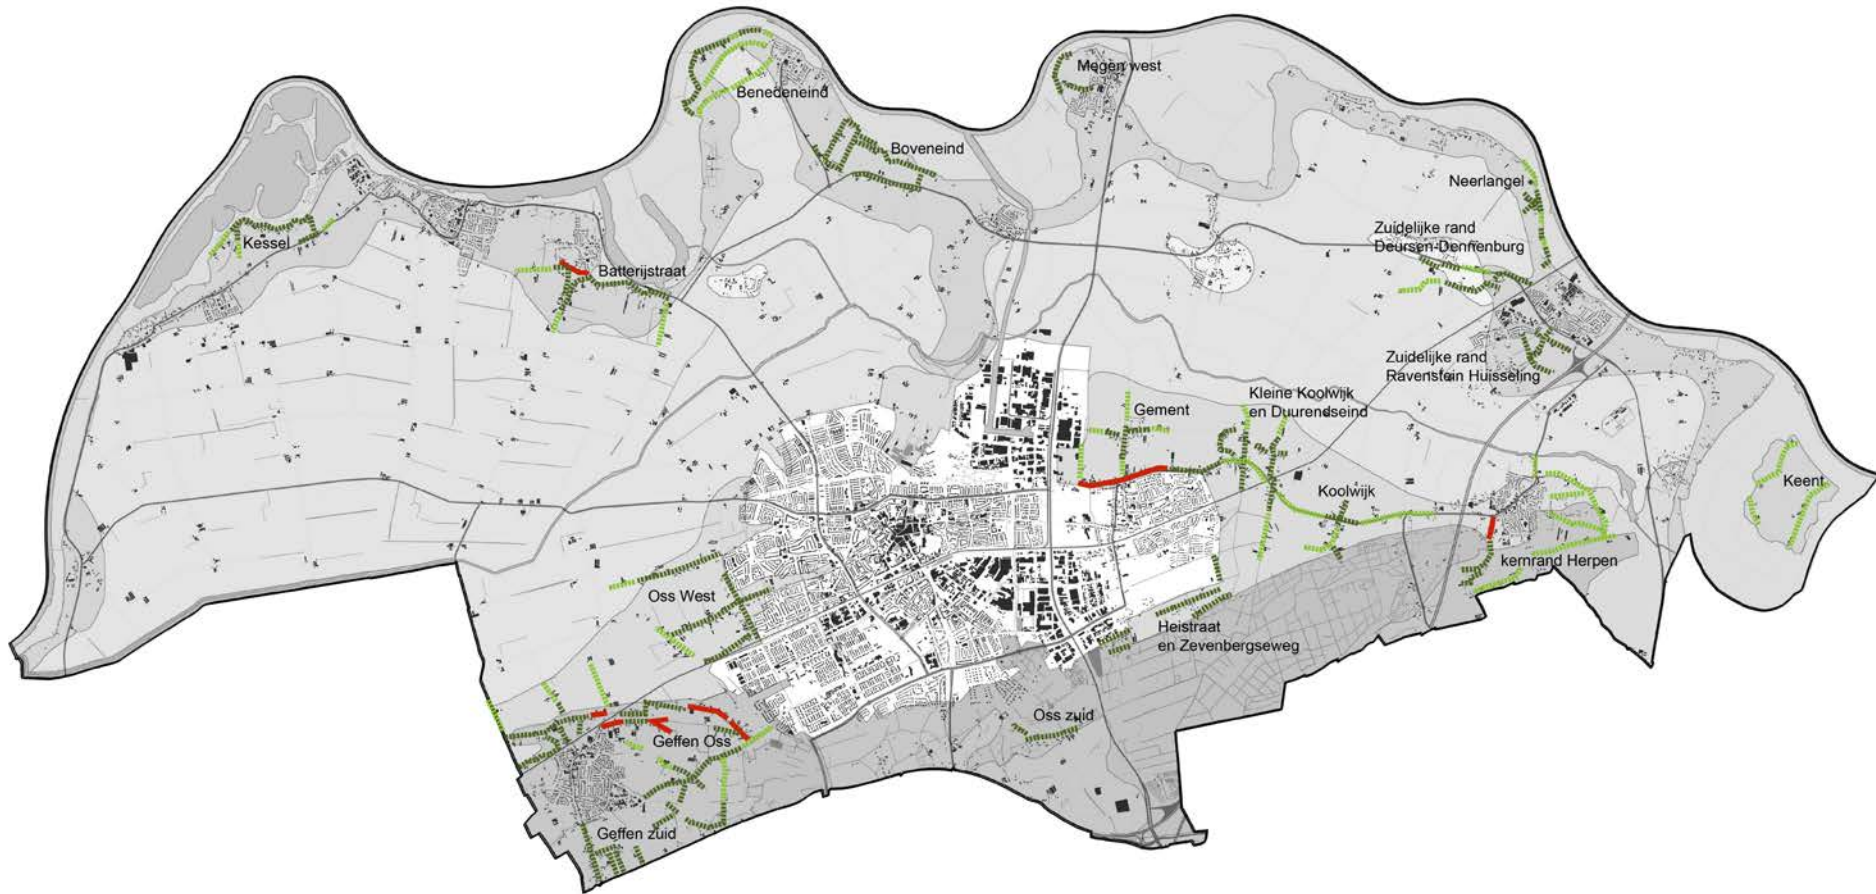 Megen west
Benedeneind
Boveneind
Neerlangel
Zuidelijke rand
Deursen-Dennenburg
Kessel
Batterijstraat
Zuidelijke rand
Ravenstein Huisseling
Kleine Koolwijk
en Duurendseind
Gement
Koolwijk
Keent
kernrand Herpen
Oss West
Heistraat
en Zevenbergseweg
Oss zuid
Geffen Oss
Geffen zuid